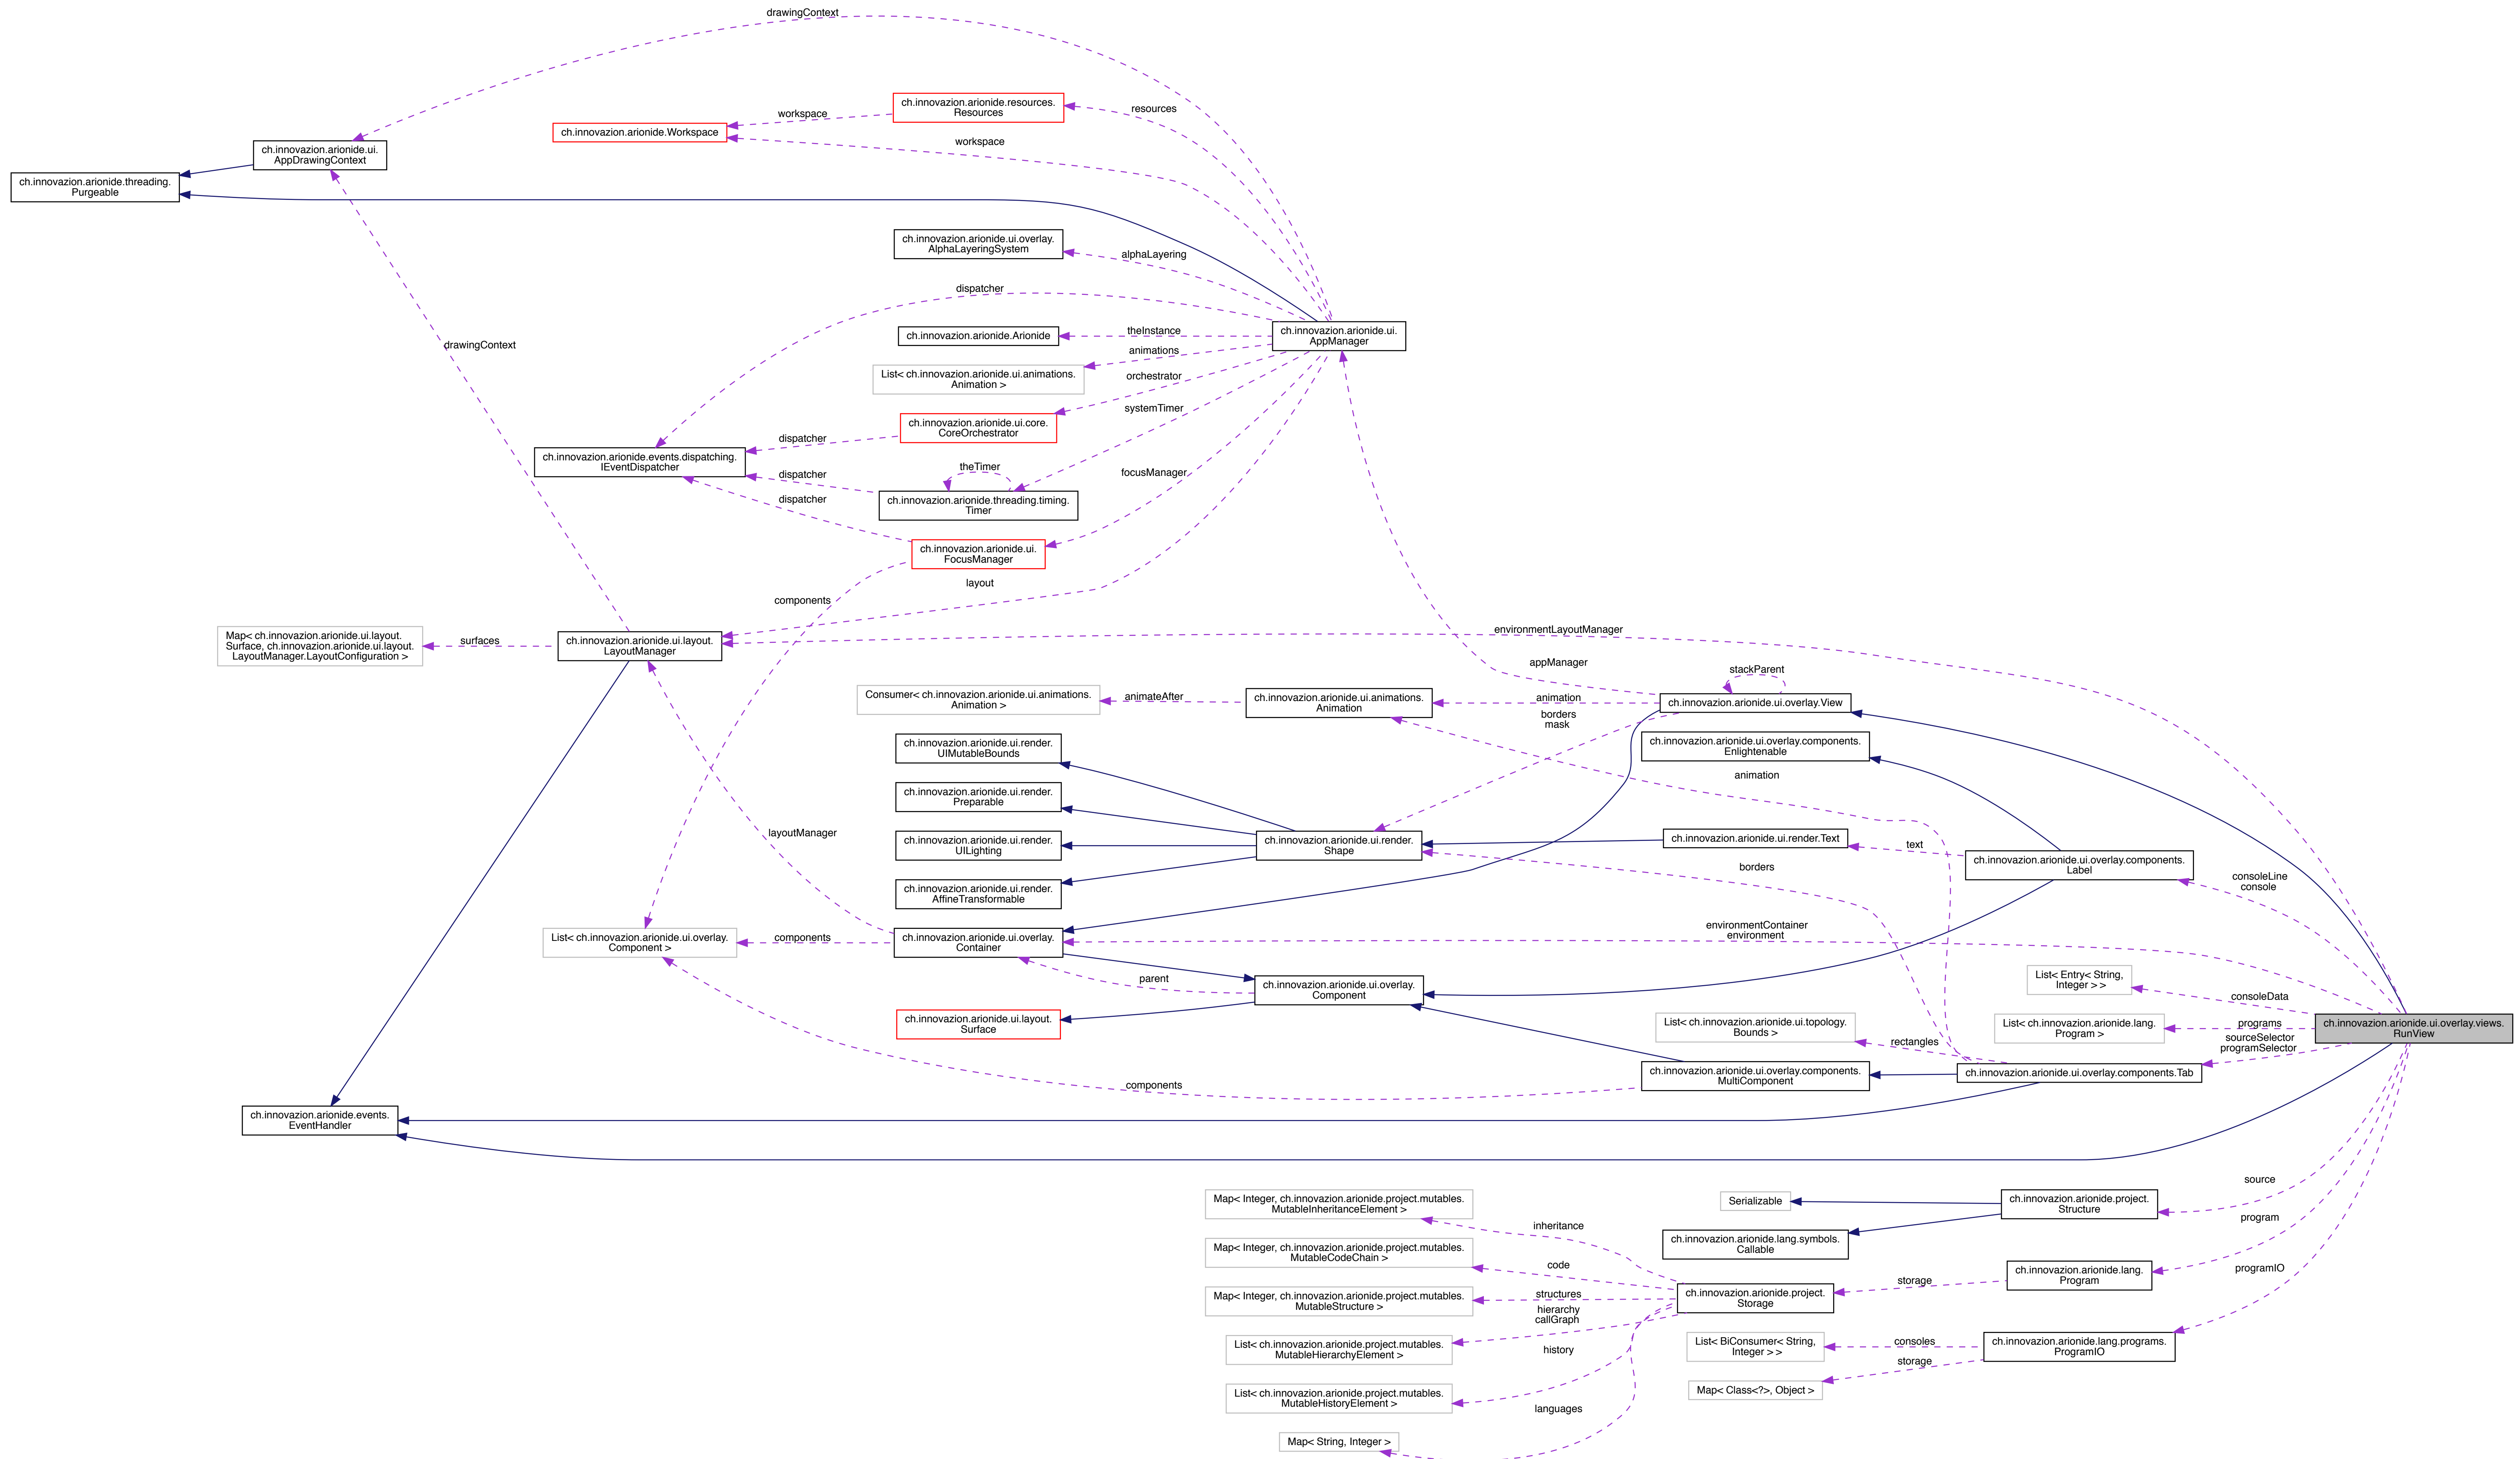 drawingContext
ch.innovazion.arionide.resources.
Resources
resources
workspace
ch.innovazion.arionide.Workspace
workspace
ch.innovazion.arionide.ui.
AppDrawingContext
ch.innovazion.arionide.threading.
Purgeable
ch.innovazion.arionide.ui.overlay.
AlphaLayeringSystem
alphaLayering
dispatcher
ch.innovazion.arionide.ui.
AppManager
theInstance
ch.innovazion.arionide.Arionide
drawingContext
animations
List< ch.innovazion.arionide.ui.animations.
Animation >
orchestrator
systemTimer
ch.innovazion.arionide.ui.core.
CoreOrchestrator
dispatcher
ch.innovazion.arionide.events.dispatching.
IEventDispatcher
theTimer
dispatcher
focusManager
dispatcher
ch.innovazion.arionide.threading.timing.
Timer
ch.innovazion.arionide.ui.
FocusManager
layout
components
environmentLayoutManager
Map< ch.innovazion.arionide.ui.layout.
Surface, ch.innovazion.arionide.ui.layout.
LayoutManager.LayoutConfiguration >
surfaces
ch.innovazion.arionide.ui.layout.
LayoutManager
appManager
stackParent
Consumer< ch.innovazion.arionide.ui.animations.
Animation >
animateAfter
ch.innovazion.arionide.ui.animations.
Animation
animation
ch.innovazion.arionide.ui.overlay.View
borders
mask
ch.innovazion.arionide.ui.render.
UIMutableBounds
ch.innovazion.arionide.ui.overlay.components.
Enlightenable
animation
ch.innovazion.arionide.ui.render.
Preparable
layoutManager
ch.innovazion.arionide.ui.render.
UILighting
ch.innovazion.arionide.ui.render.
Shape
ch.innovazion.arionide.ui.render.Text
text
ch.innovazion.arionide.ui.overlay.components.
Label
borders
consoleLine
console
ch.innovazion.arionide.ui.render.
AffineTransformable
List< ch.innovazion.arionide.ui.overlay.
Component >
components
ch.innovazion.arionide.ui.overlay.
Container
environmentContainer
environment
parent
ch.innovazion.arionide.ui.overlay.
Component
List< Entry< String,
Integer > >
consoleData
ch.innovazion.arionide.ui.layout.
Surface
List< ch.innovazion.arionide.ui.topology.
Bounds >
List< ch.innovazion.arionide.lang.
Program >
programs
ch.innovazion.arionide.ui.overlay.views.
RunView
rectangles
sourceSelector
programSelector
ch.innovazion.arionide.ui.overlay.components.
MultiComponent
ch.innovazion.arionide.ui.overlay.components.Tab
components
ch.innovazion.arionide.events.
EventHandler
source
Map< Integer, ch.innovazion.arionide.project.mutables.
MutableInheritanceElement >
Serializable
ch.innovazion.arionide.project.
Structure
inheritance
program
Map< Integer, ch.innovazion.arionide.project.mutables.
MutableCodeChain >
ch.innovazion.arionide.lang.symbols.
Callable
code
programIO
ch.innovazion.arionide.lang.
Program
storage
Map< Integer, ch.innovazion.arionide.project.mutables.
MutableStructure >
structures
ch.innovazion.arionide.project.
Storage
hierarchy
callGraph
List< ch.innovazion.arionide.project.mutables.
MutableHierarchyElement >
history
List< BiConsumer< String,
Integer > >
consoles
ch.innovazion.arionide.lang.programs.
ProgramIO
storage
Map< Class<?>, Object >
List< ch.innovazion.arionide.project.mutables.
MutableHistoryElement >
languages
Map< String, Integer >